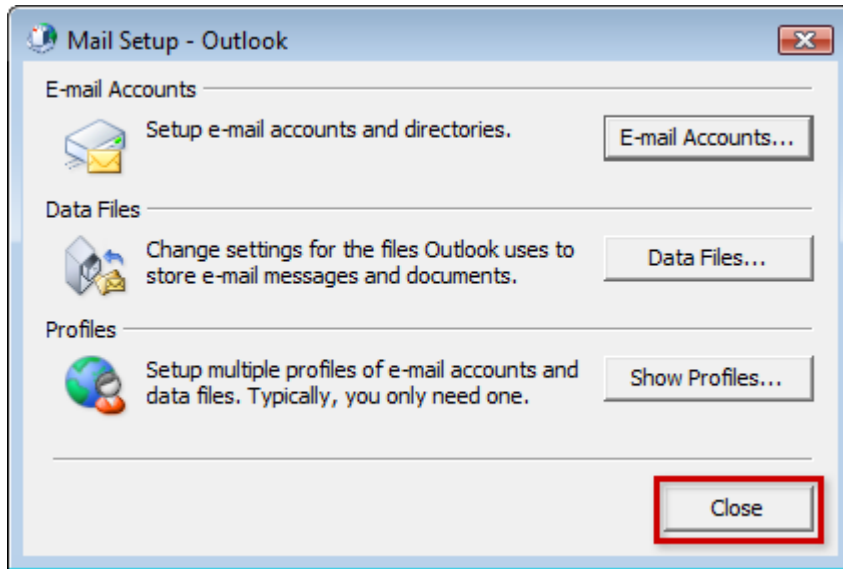 Mail Setup - Outlook
E-mail Accounts
Setup e-mail accounts and directories.
E-mail Accounts...
Data Files
Change settings for the files Outlook uses to
store e-mail messages and documents.
Data Files...
Profiles
Setup multiple profiles of e-mail accounts and
data files. Typically, you only need one.
Show Profiles...
Close